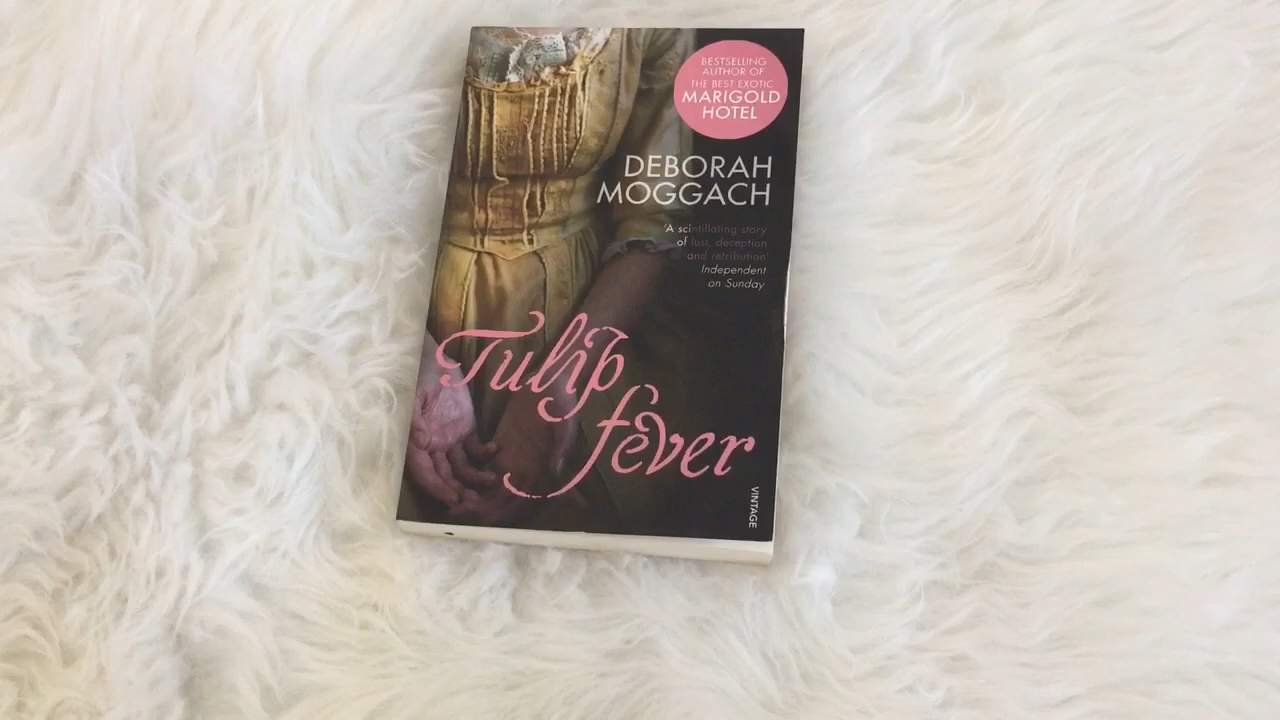 BESTSELLING
AUTHOR OF
THE BEST EXOTIC
MARIGOLD
HOTEL
DEBORAH
MOGGACH
'A scintillating story
of lust, deception
and retribution'
Independent
on Sunday
Tulip
fever
VINTAGE